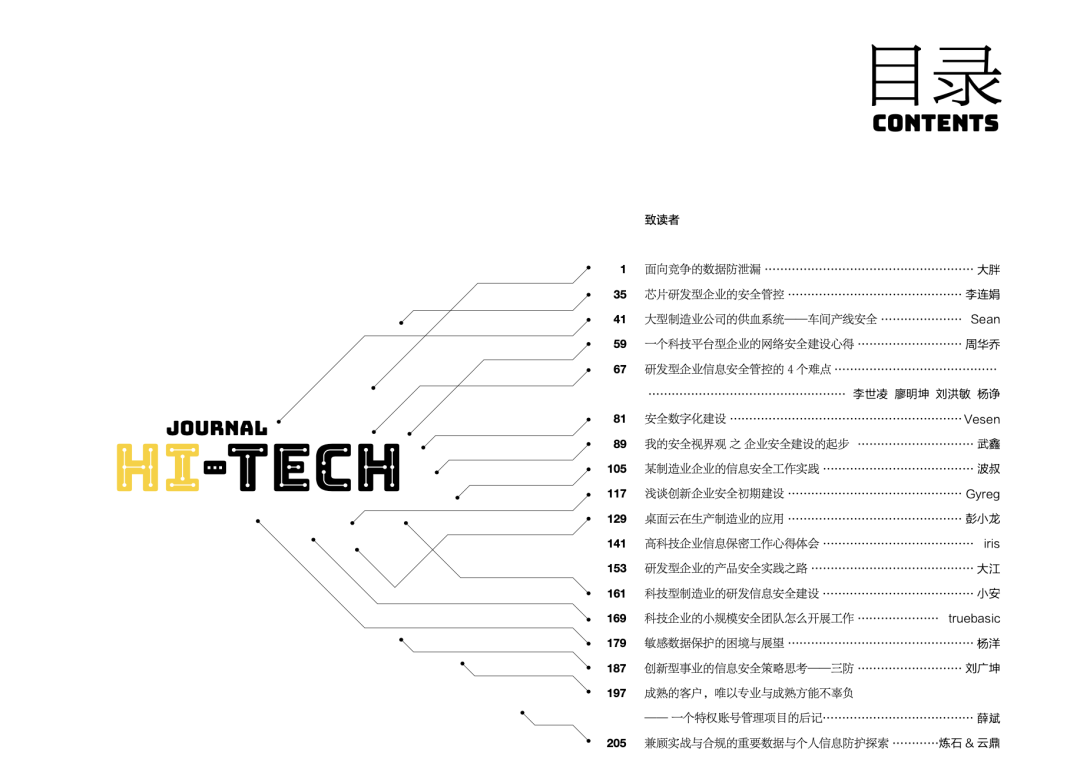 目录
CONTENTS
致读者
1 面向竞争的数据防泄漏 …………………………………………… 大胖
35 芯片研发型企业的安全管控 …………………………………… 李连娟
41 大型制造业公司的供血系统——车间产线安全 ………………… Sean
59 一个科技平台型企业的网络安全建设心得 ……………………… 周华乔
67 研发型企业信息安全管控的 4 个难点 ……………………………………
…………………………………………… 李世凌 廖明坤 刘洪敏 杨诤
81 安全数字化建设 …………………………………………………… Vesen
JOURNAL
HI-TECH
89 我的安全视界观 之 企业安全建设的起步 ………………………… 武鑫
105 某制造业企业的信息安全工作实践 ………………………………… 波叔
117 浅谈创新企业安全初期建设 ……………………………………… Gyreg
129 桌面云在生产制造业的应用 ……………………………………… 彭小龙
141 高科技企业信息保密工作心得体会 ………………………………… iris
153 研发型企业的产品安全实践之路 …………………………………… 大江
161 科技型制造业的研发信息安全建设 ………………………………… 小安
169 科技企业的小规模安全团队怎么开展工作 ………………… truebasic
179 敏感数据保护的困境与展望 ………………………………………… 杨洋
187 创新型事业的信息安全策略思考——三防 ……………………… 刘广坤
197 成熟的客户，唯以专业与成熟方能不辜负
—— 一个特权账号管理项目的后记………………………………… 薛斌
205 兼顾实战与合规的重要数据与个人信息防护探索 …………炼石 & 云鼎